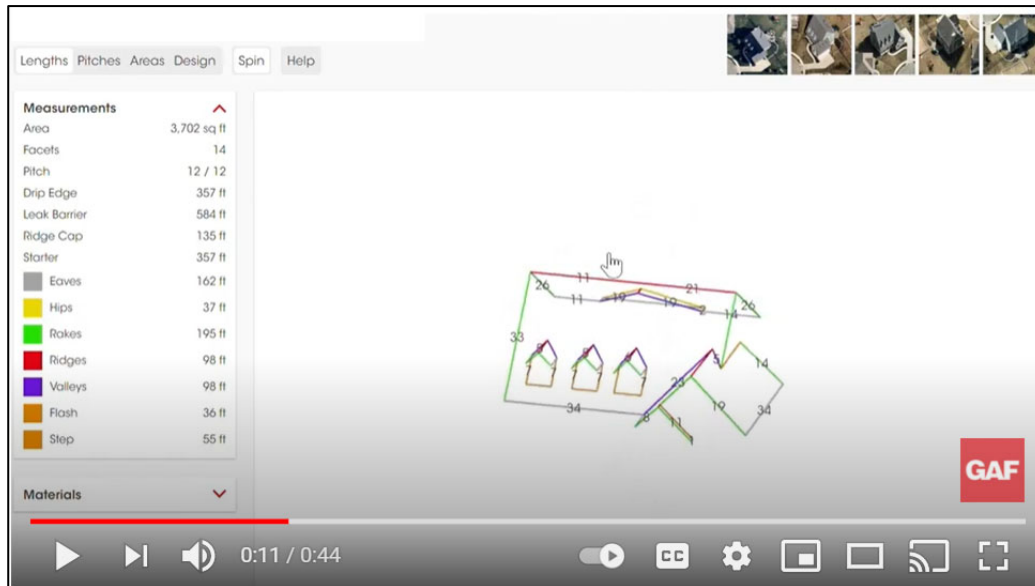 Lengths Pitches Areas Design Spin Help
Measurements
Area 3,702 sq ft
Facets 14
Pitch 12 / 12
Drip Edge 357 ft
Leak Barrier 584 ft
Ridge Cap 135 ft
Starter 357 ft
Eaves 162 ft
Hips 37 ft
Rakes 195 ft
Ridges 98 ft
Valleys 98 ft
Flash 36 ft
Step 55 ft
Materials
11
21
26
11
19
19
2
14
26
33
5
14
23
34
19
34
8
11
GAF
0:11 / 0:44
CC